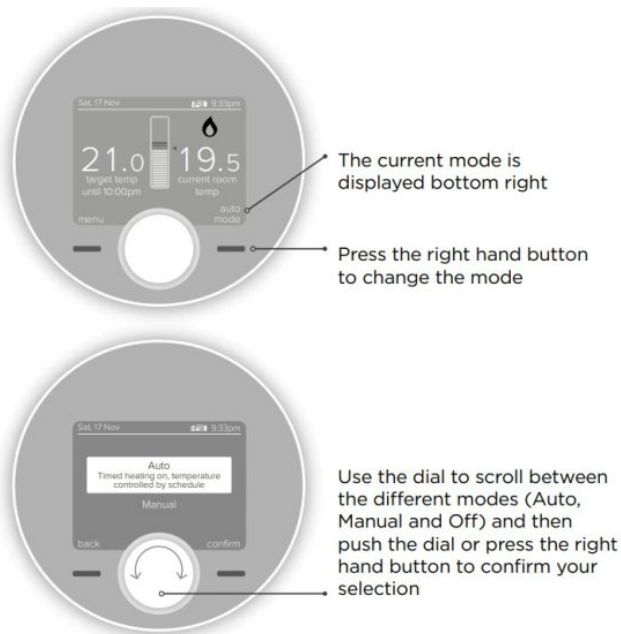 Sat, 17 Nov 9:33pm
21.0 19.5
target temp current room
until 10:00pm temp
auto
menu mode
The current mode is
displayed bottom right
Press the right hand button
to change the mode
Sat, 17 Nov 9:33pm
Auto
Timed heating on, temperature
controlled by schedule
Manual
back confirm
Use the dial to scroll between
the different modes (Auto,
Manual and Off) and then
push the dial or press the right
hand button to confirm your
selection